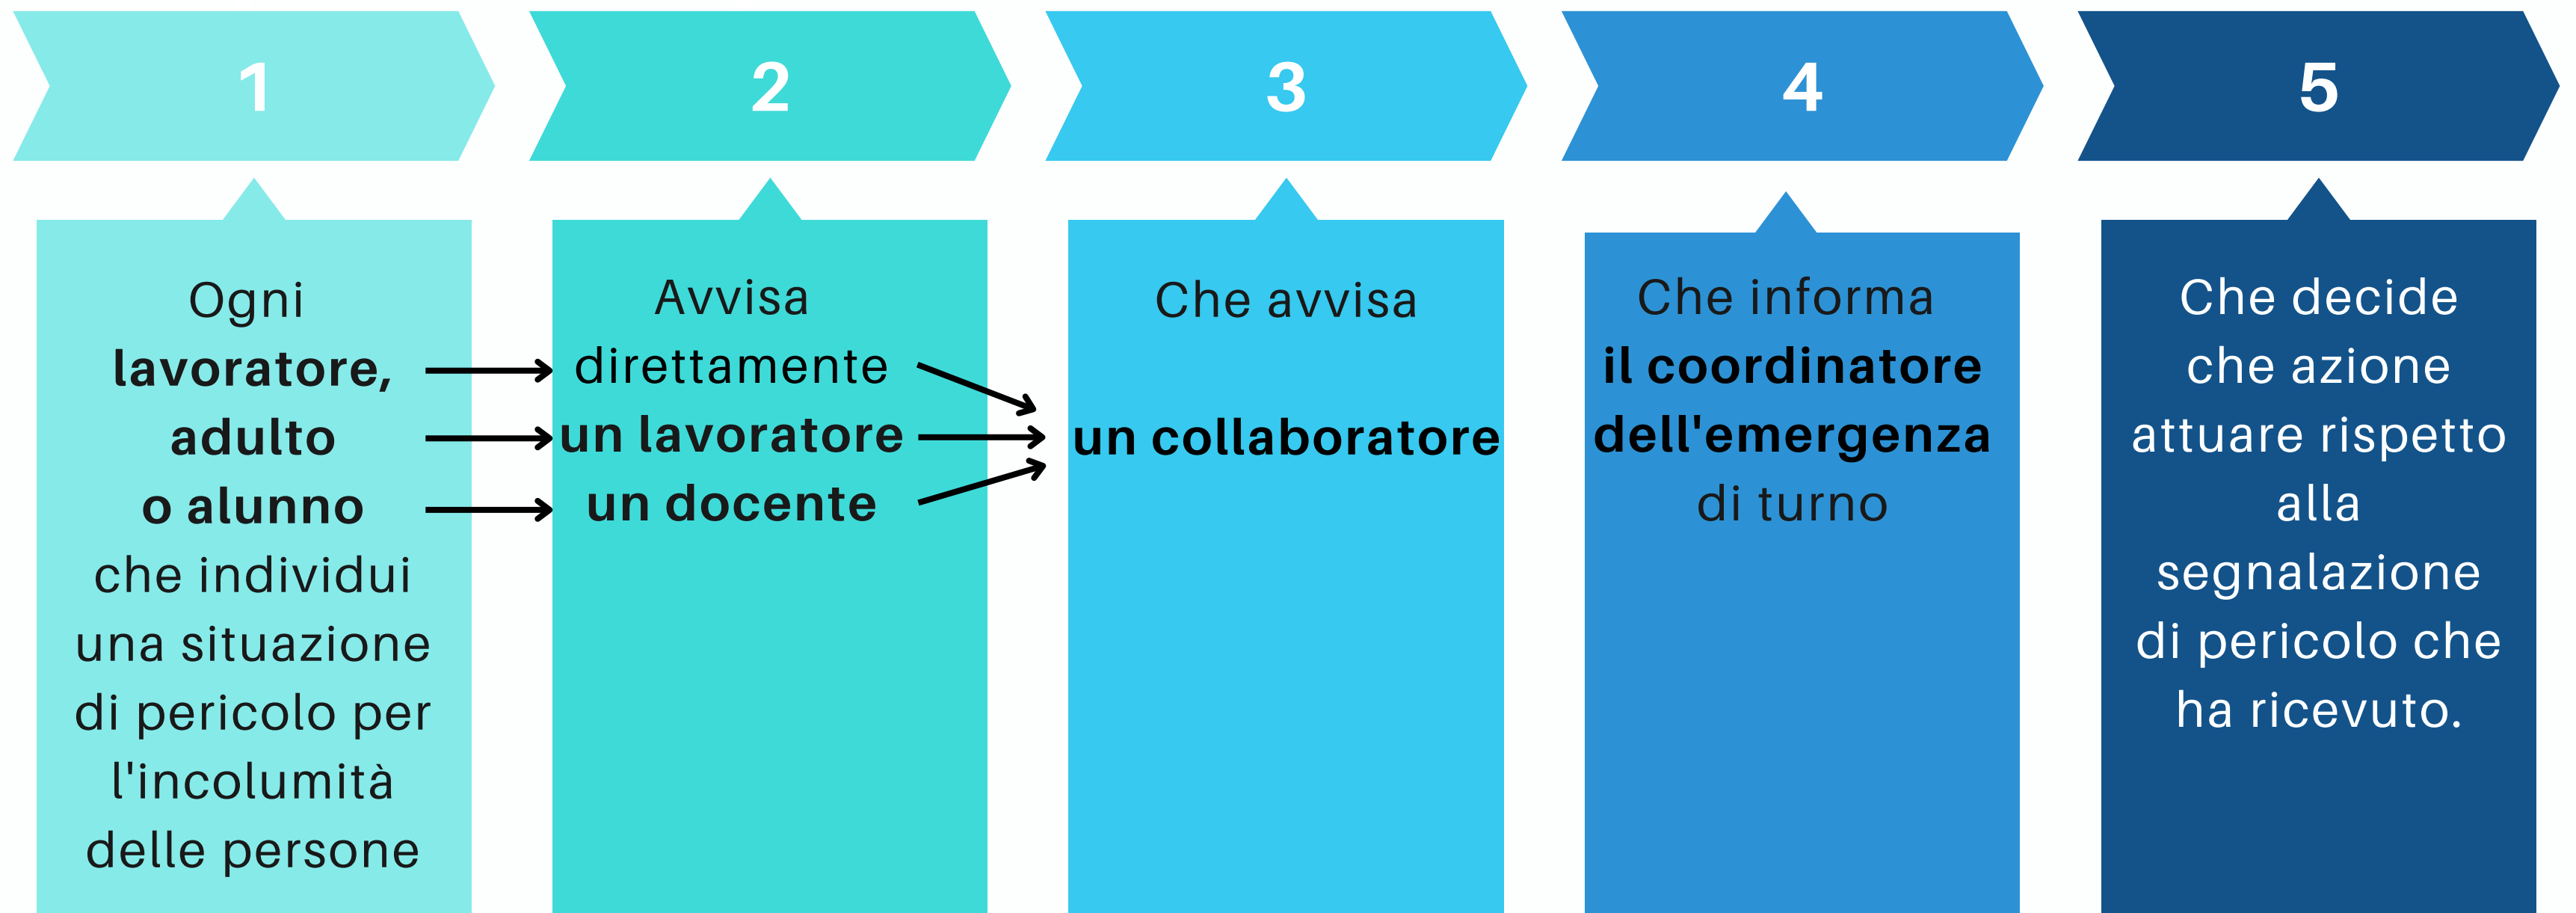 1
2
3
4
5
Ogni
lavoratore,
adulto
o alunno
che individui
una situazione
di pericolo per
l'incolumità
delle persone
Avvisa
direttamente
un lavoratore
un docente
Che avvisa
un collaboratore
Che informa
il coordinatore
dell'emergenza
di turno
Che decide
che azione
attuare rispetto
alla
segnalazione
di pericolo che
ha ricevuto.